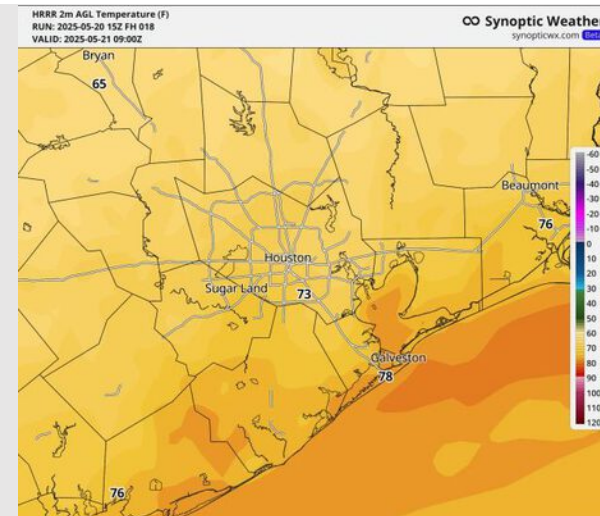 HRRR 2m AGL Temperature (F)
RUN: 2025-05-20 15Z FH 018
VALID: 2025-05-21 09:00Z
Synoptic Weather
synopticwx.com Beta
Bryan
65
-60
-50
-40
-30
-20
-10
0
10
20
30
40
50
60
70
80
90
100
110
120
Beaumont
76
Houston
Sugar Land
73
Galveston
78
76